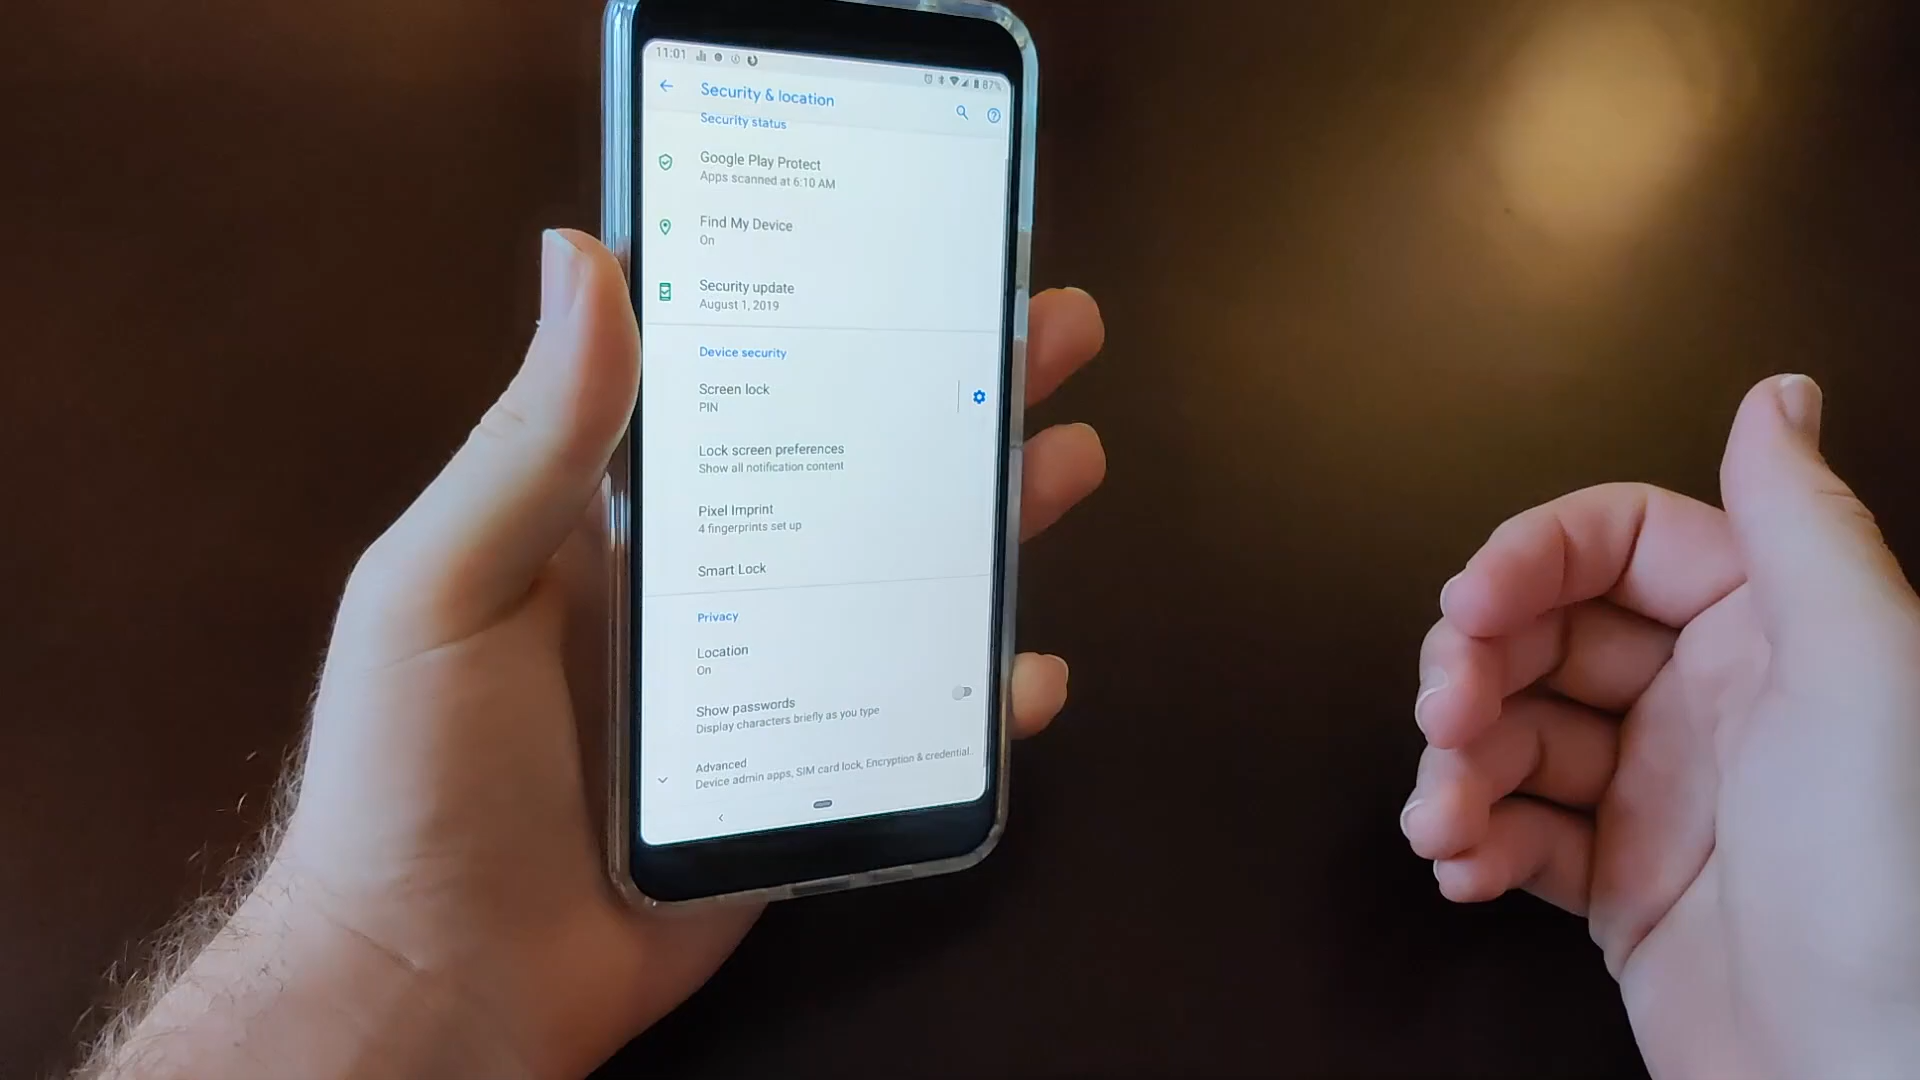 11:01
87%
Security & location
Security status
Google Play Protect
Apps scanned at 6:10 AM
Find My Device
On
Security update
August 1, 2019
Device security
Screen lock
PIN
Lock screen preferences
Show all notification content
Pixel Imprint
4 fingerprints set up
Smart Lock
Privacy
Location
On
Show passwords
Display characters briefly as you type
Advanced
Device admin apps, SIM card lock, Encryption & credential..